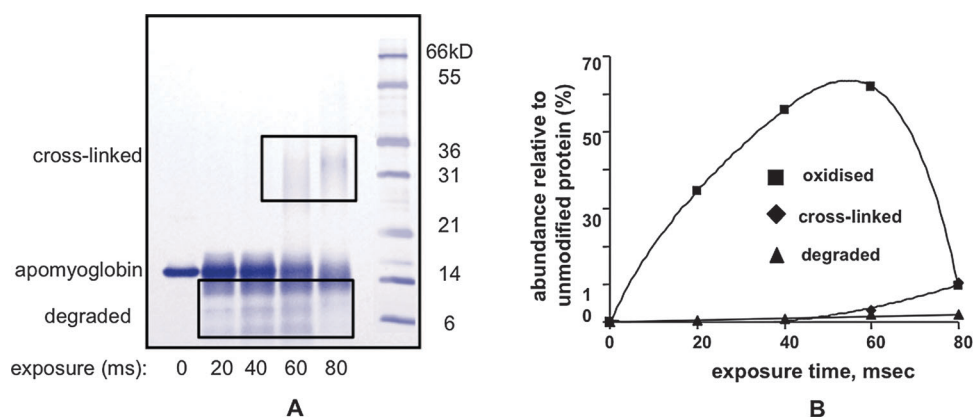 66kD
55
cross-linked
36
31
21
apomyoglobin
14
degraded
6
exposure (ms): 0 20 40 60 80
A
abundance relative to
unmodified protein (%)
70
50
30
1
0
oxidised
cross-linked
degraded
0 20 40 60 80
exposure time, msec
B